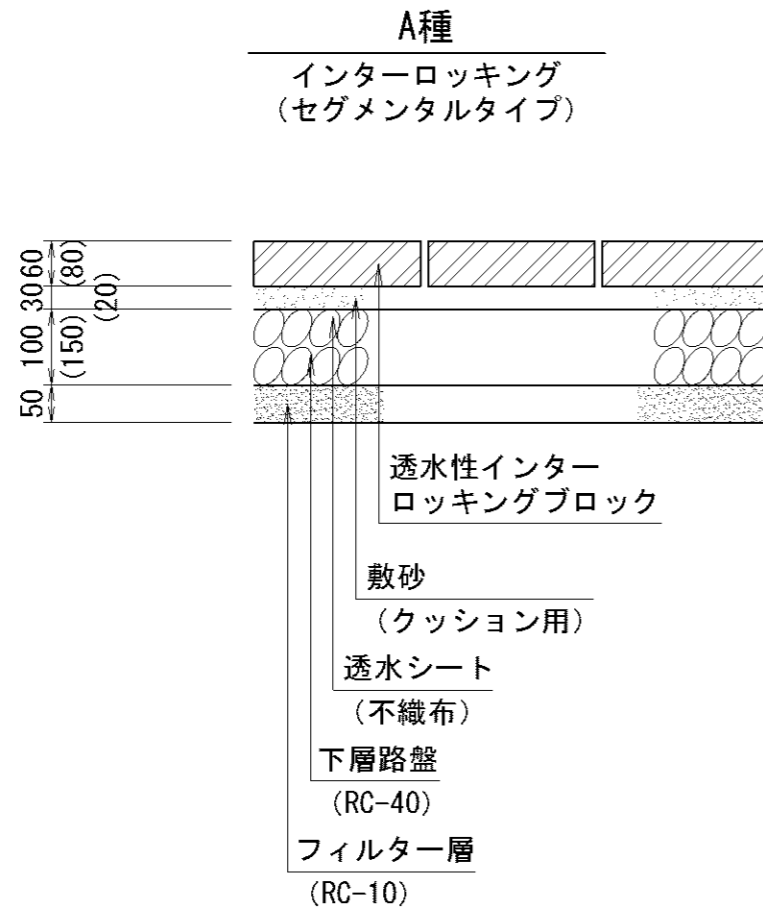 A種
インターロッキング
(セグメンタルタイプ)
60
(80)
30
(20)
100
(150)
50
透水性インター
ロッキングブロック
敷砂
(クッション用)
透水シート
(不織布)
下層路盤
(RC-40)
フィルター層
(RC-10)